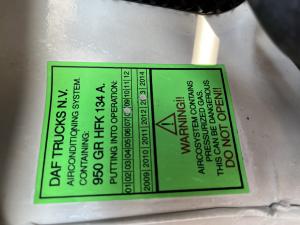 DAF TRUCKS N.V.
AIRCONDITIONING SYSTEM.
CONTAINING:
950 GR HFK 134 A.
PUTTING INTO OPERATION:
01 02 03 04 05 06 07 09 10 11 12
2009 2010 2011 2012 2 3 2014
WARNING!!
AIRCOSYSTEM CONTAINS
PRESSURIZED GAS.
THIS CAN BE DANGEROUS
DO NOT OPEN!!